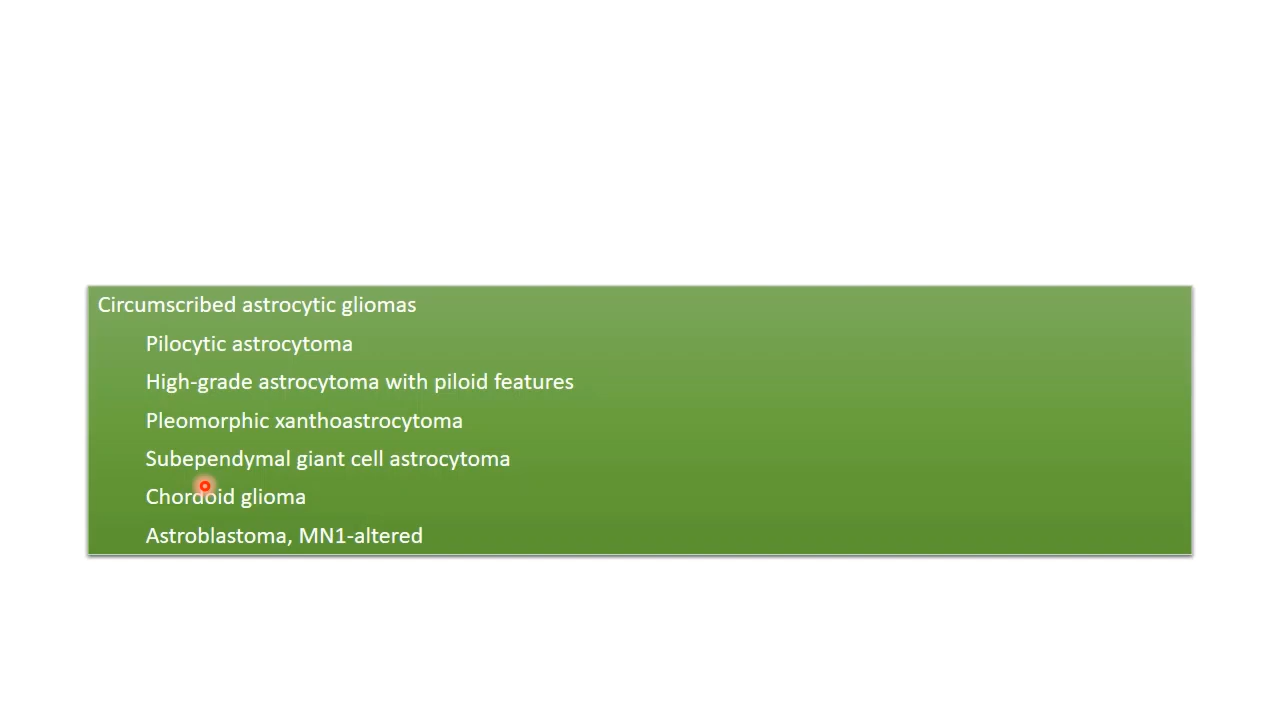 Circumscribed astrocytic gliomas
Pilocytic astrocytoma
High-grade astrocytoma with piloid features
Pleomorphic xanthoastrocytoma
Subependymal giant cell astrocytoma
Chordoid glioma
Astroblastoma, MN1-altered